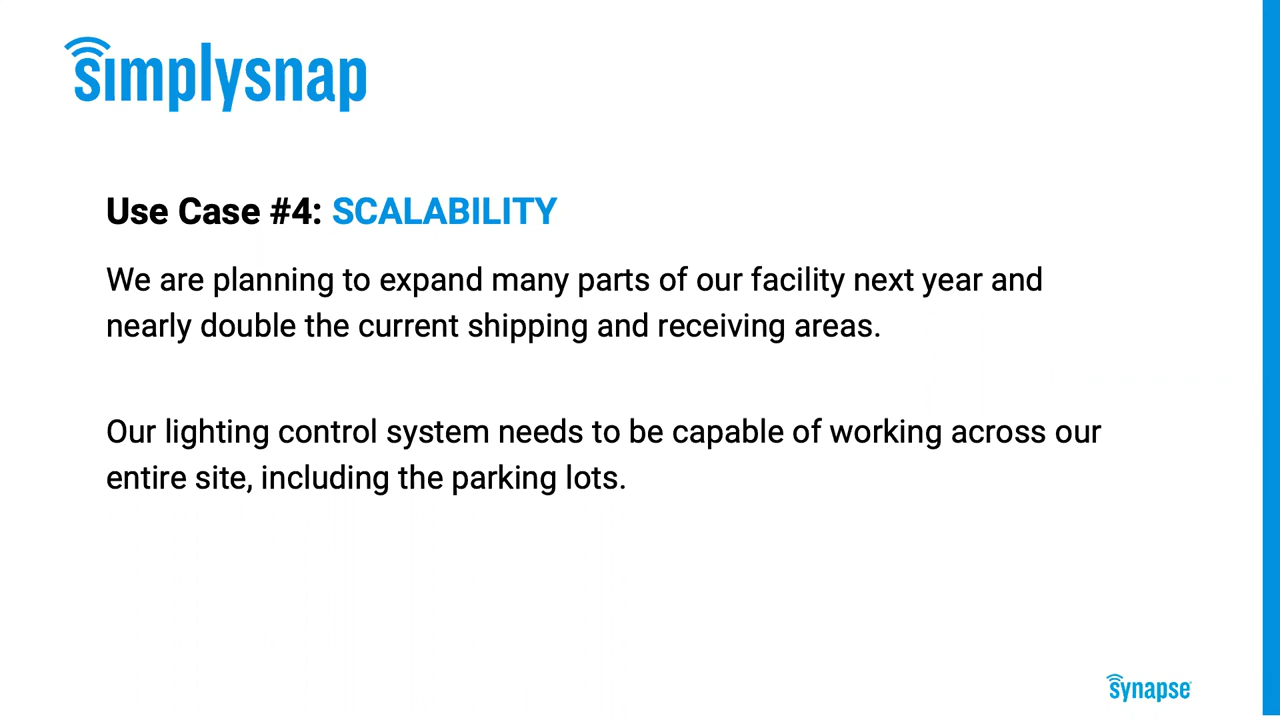 simplysnap
Use Case #4: SCALABILITY
We are planning to expand many parts of our facility next year and
nearly double the current shipping and receiving areas.
Our lighting control system needs to be capable of working across our
entire site, including the parking lots.
synapse